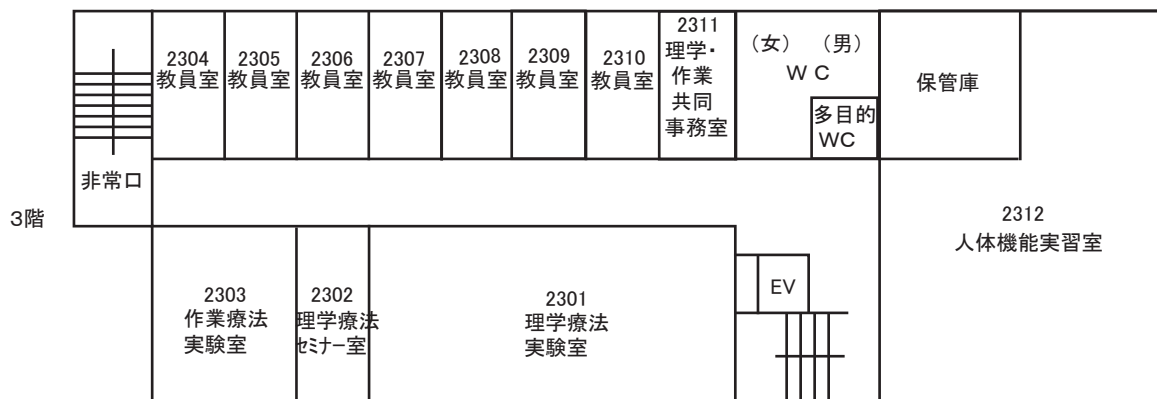 2304
教員室
2305
教員室
2306
教員室
2307
教員室
2308
教員室
2309
教員室
2310
教員室
2311
理学・
作業
共同
事務室
（女）　（男）
ＷＣ
多目的
WC
保管庫
非常口
3階
2312
人体機能実習室
2303
作業療法
実験室
2302
理学療法
ｾﾐﾅｰ室
2301
理学療法
実験室
EV